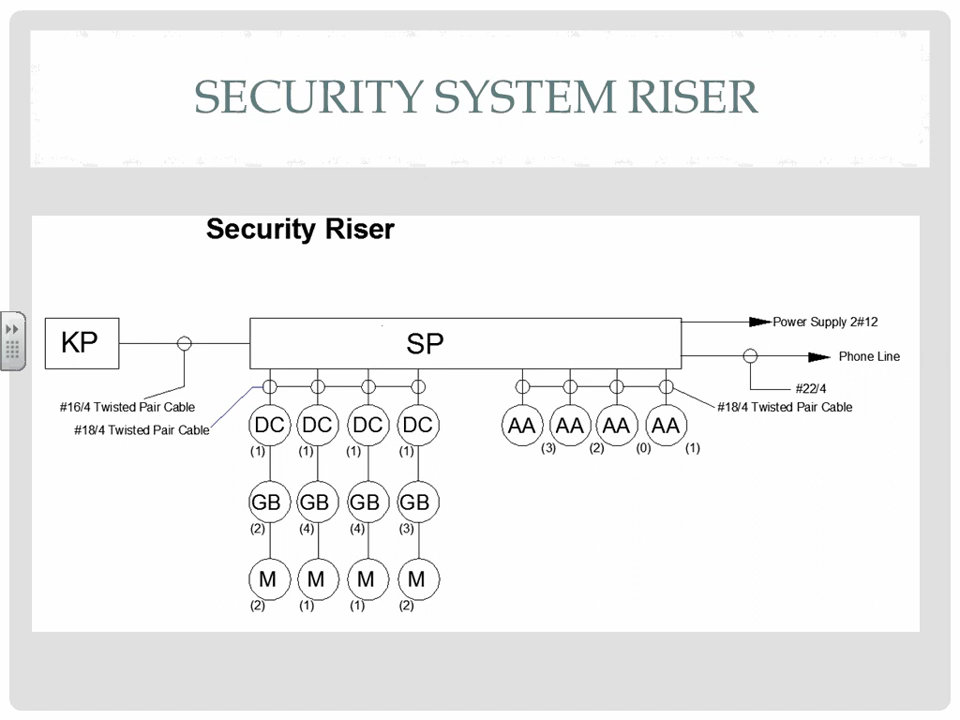 SECURITY SYSTEM RISER
Security Riser
KP
SP
Power Supply 2#12
Phone Line
#22/4
#16/4 Twisted Pair Cable
#18/4 Twisted Pair Cable
#18/4 Twisted Pair Cable
DC DC DC DC
(1) (1) (1) (1)
AA AA AA AA
(3) (2) (0) (1)
GB GB GB GB
(2) (4) (4) (3)
M M M M
(2) (1) (1) (2)